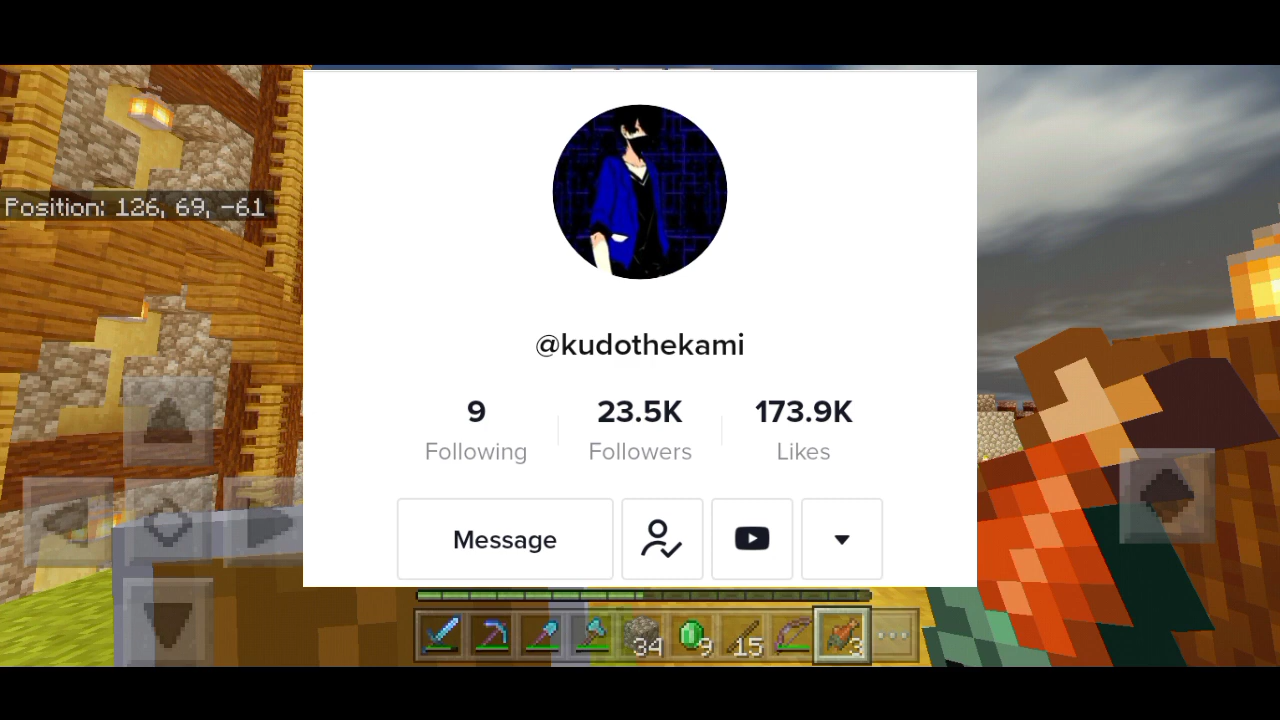 Position: 126, 69, -61
@kudothekami
9 23.5K 173.9K
Following Followers Likes
Message
34 9 15 3